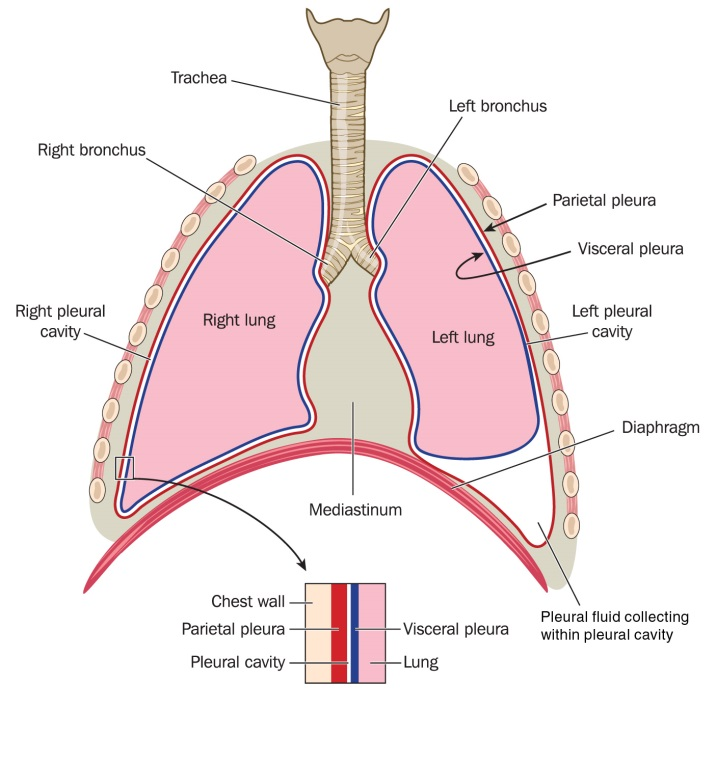 Trachea
Left bronchus
Right bronchus
Parietal pleura
Visceral pleura
Right pleural
cavity
Right lung
Left pleural
cavity
Left lung
Diaphragm
Mediastinum
Chest wall
Parietal pleura
Visceral pleura
Pleural cavity
Lung
Pleural fluid collecting
within pleural cavity